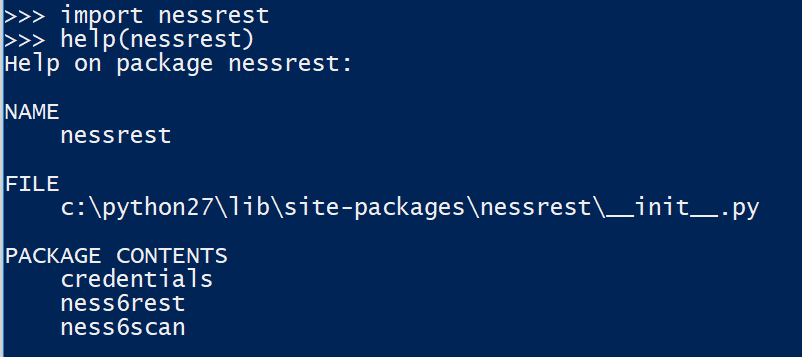 >>> import nessrest
>>> help(nessrest)
Help on package nessrest:

NAME
    nessrest

FILE
    c:\python27\lib\site-packages\nessrest\__init__.py

PACKAGE CONTENTS
    credentials
    ness6rest
    ness6scan